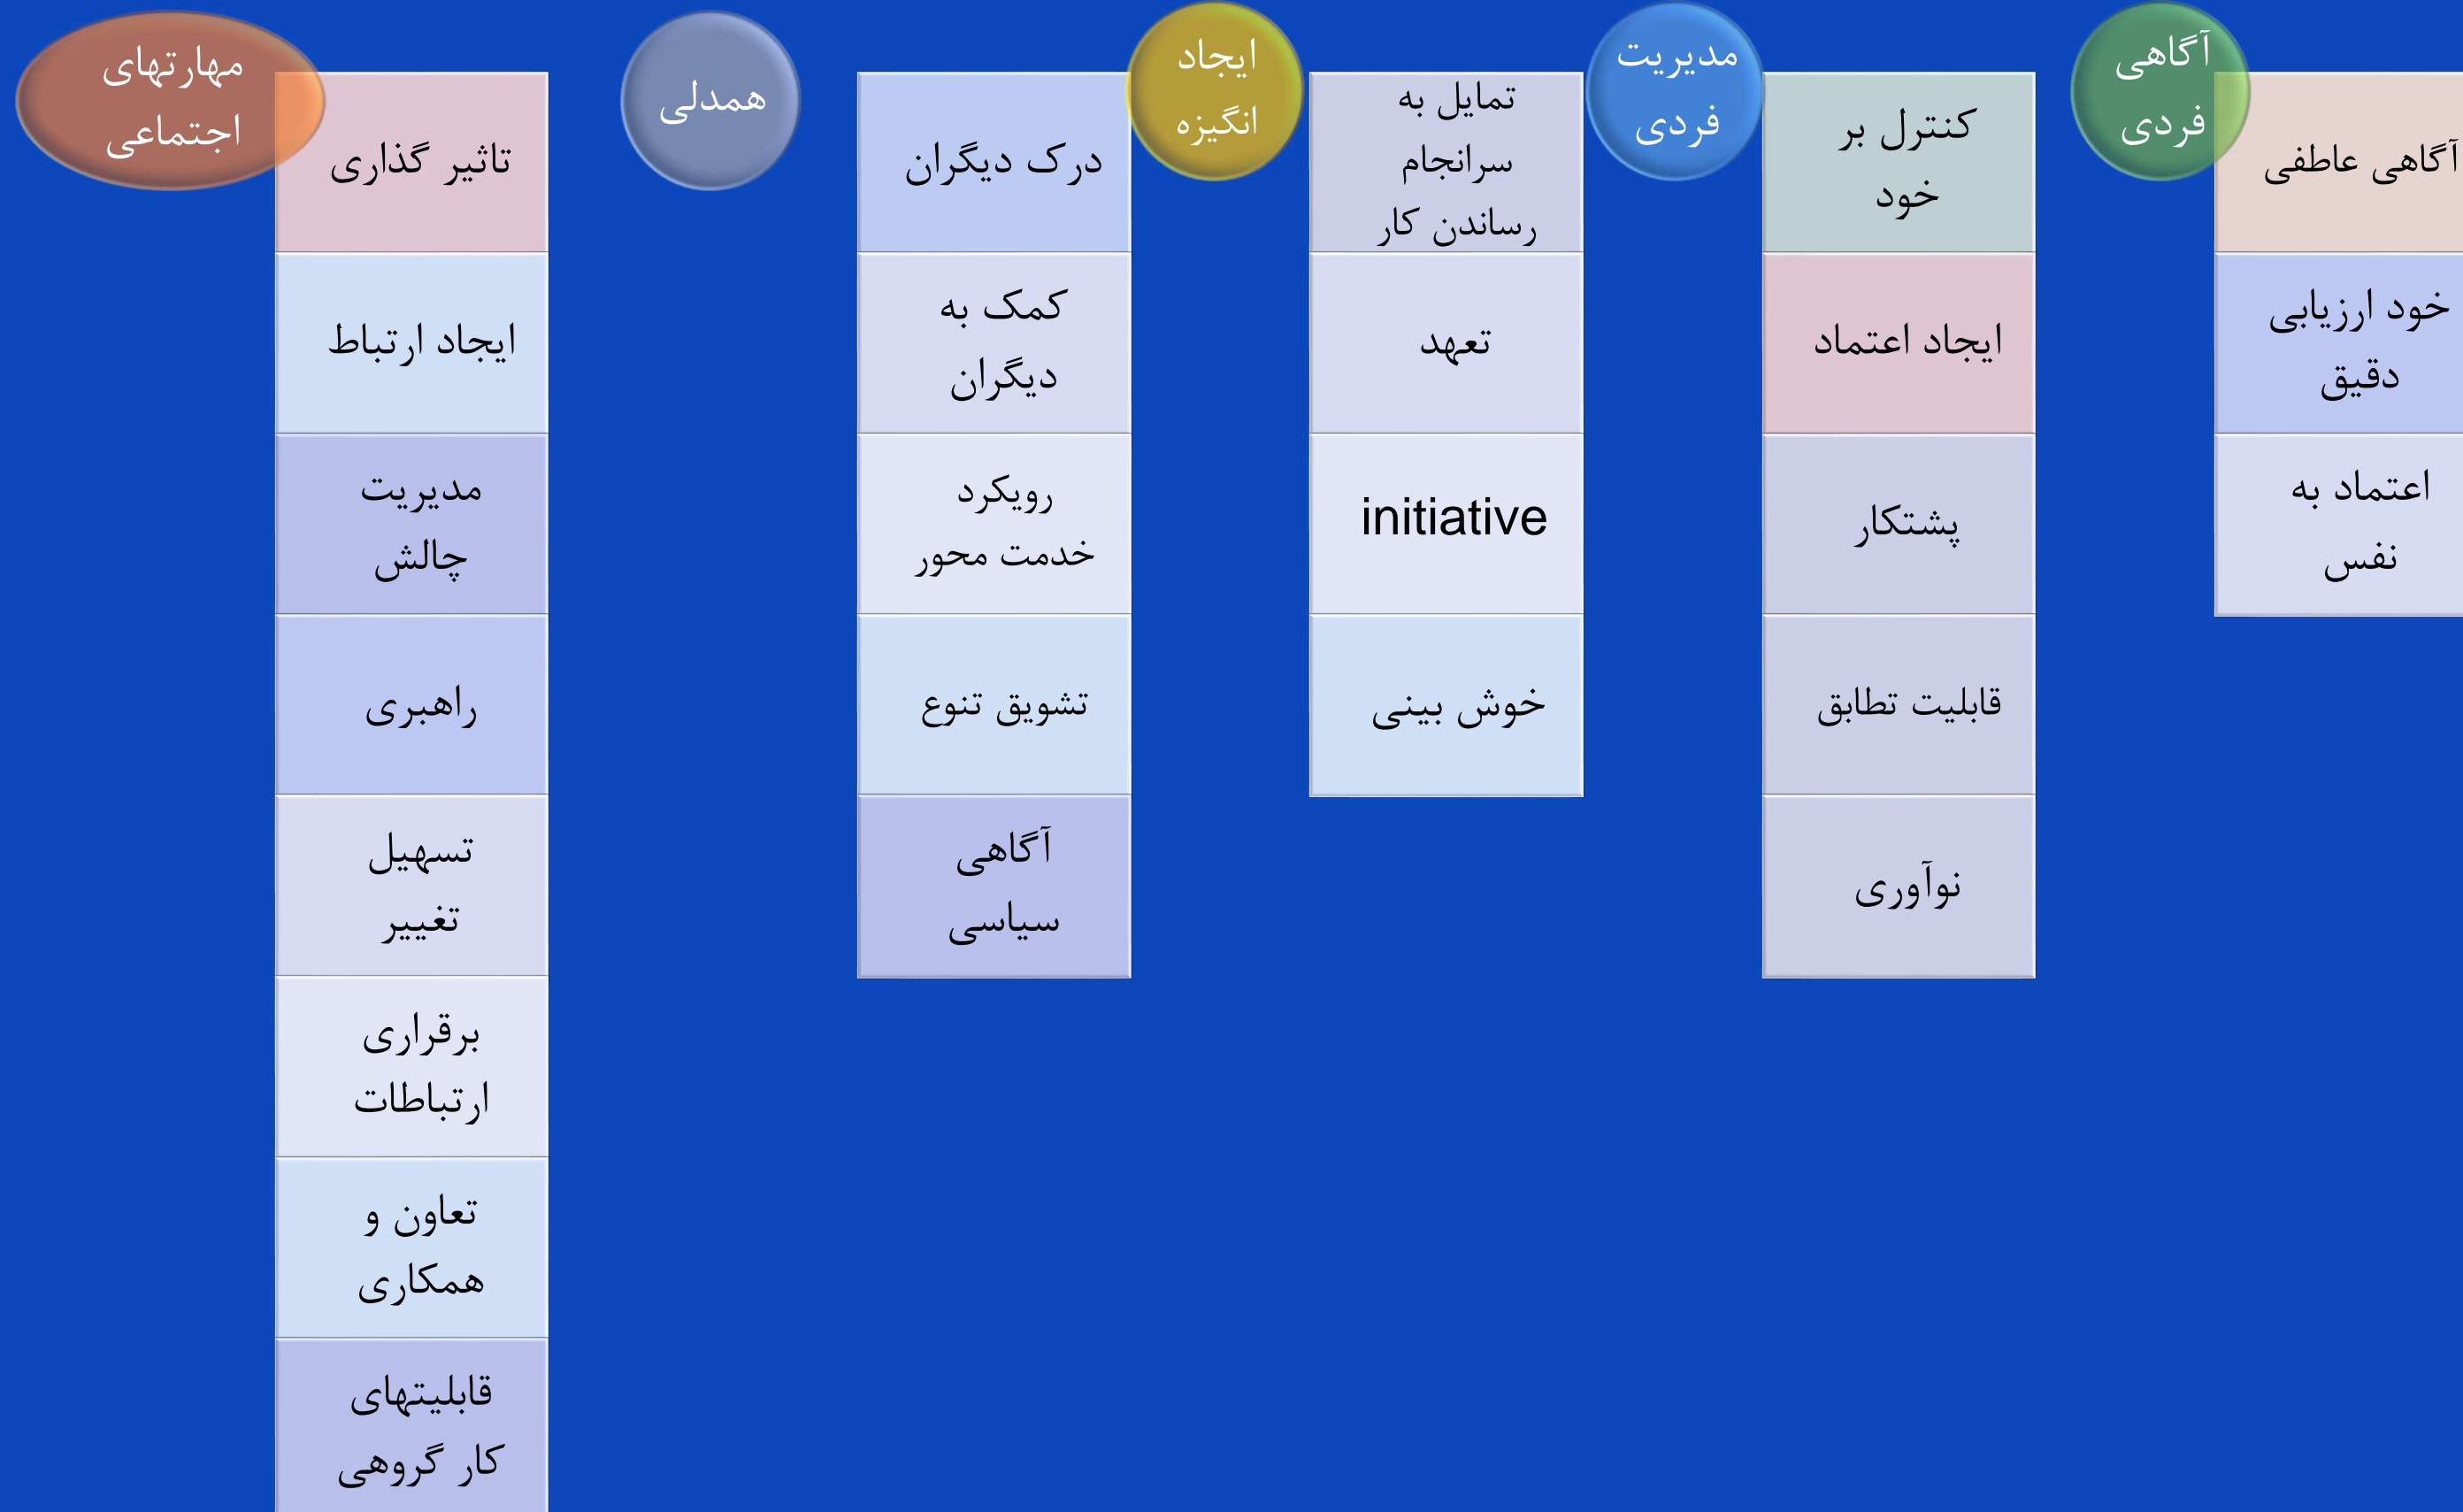 آگاهی
فردی
آگاهی عاطفی
خود ارزیابی
دقیق
اعتماد به
نفس
مدیریت
فردی
کنترل بر
خود
ایجاد اعتماد
پشتکار
قابلیت تطابق
نوآوری
ایجاد
انگیزه
تمایل به
سرانجام
رساندن کار
تعهد
initiative
خوش بینی
همدلی
درک دیگران
کمک به
دیگران
رویکرد
خدمت محور
تشویق تنوع
آگاهی
سیاسی
مهارتهای
اجتماعی
تاثیر گذاری
ایجاد ارتباط
مدیریت
چالش
راهبری
تسهیل
تغییر
برقراری
ارتباطات
تعاون و
همکاری
قابلیتهای
کار گروهی